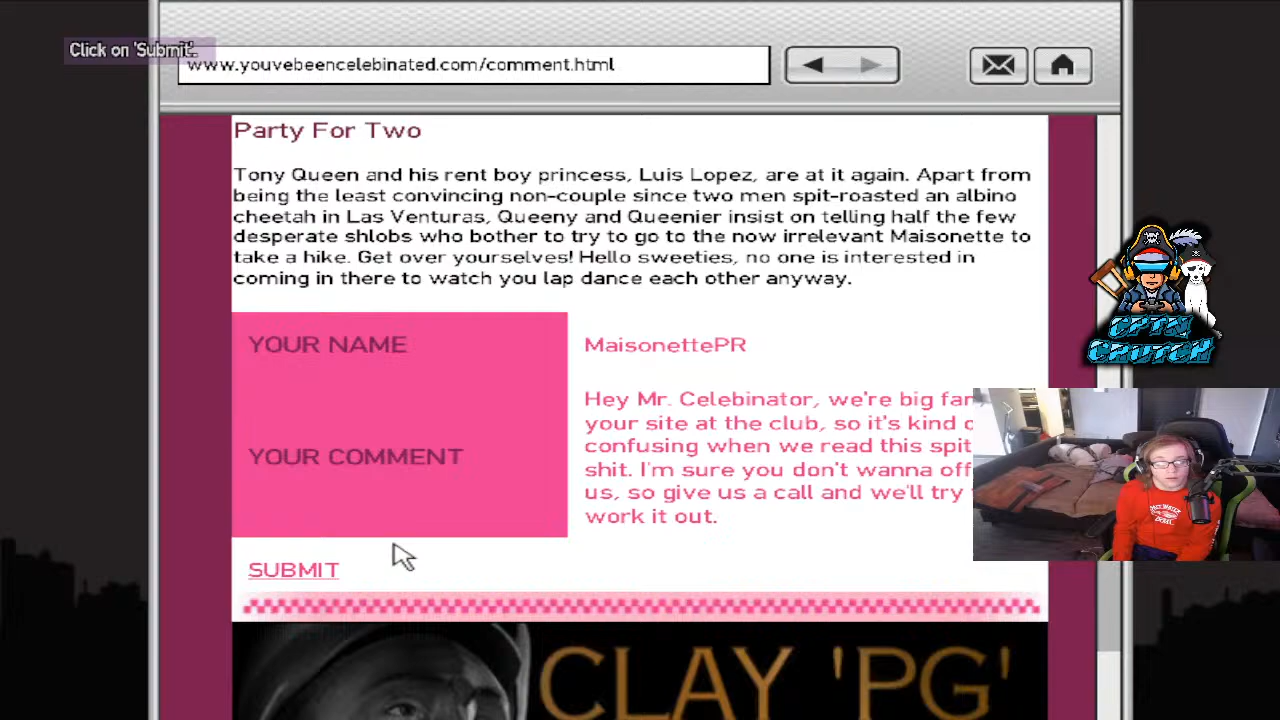 Click on 'Submit'.
www.youvebeencelebinated.com/comment.html
Party For Two
Tony Queen and his rent boy princess, Luis Lopez, are at it again. Apart from
being the least convincing non-couple since two men spit-roasted an albino
cheetah in Las Venturas, Queeny and Queenier insist on telling half the few
desperate shlobs who bother to try to go to the now irrelevant Maisonette to
take a hike. Get over yourselves! Hello sweeties, no one is interested in
coming in there to watch you lap dance each other anyway.
YOUR NAME
MaisonettePR
Hey Mr. Celebinator, we're big fan
your site at the club, so it's kind
confusing when we read this spit
shit. I'm sure you don't wanna off
us, so give us a call and we'll try
work it out.
YOUR COMMENT
SUBMIT
CLAY 'PG'
CPTN
CRUTCH